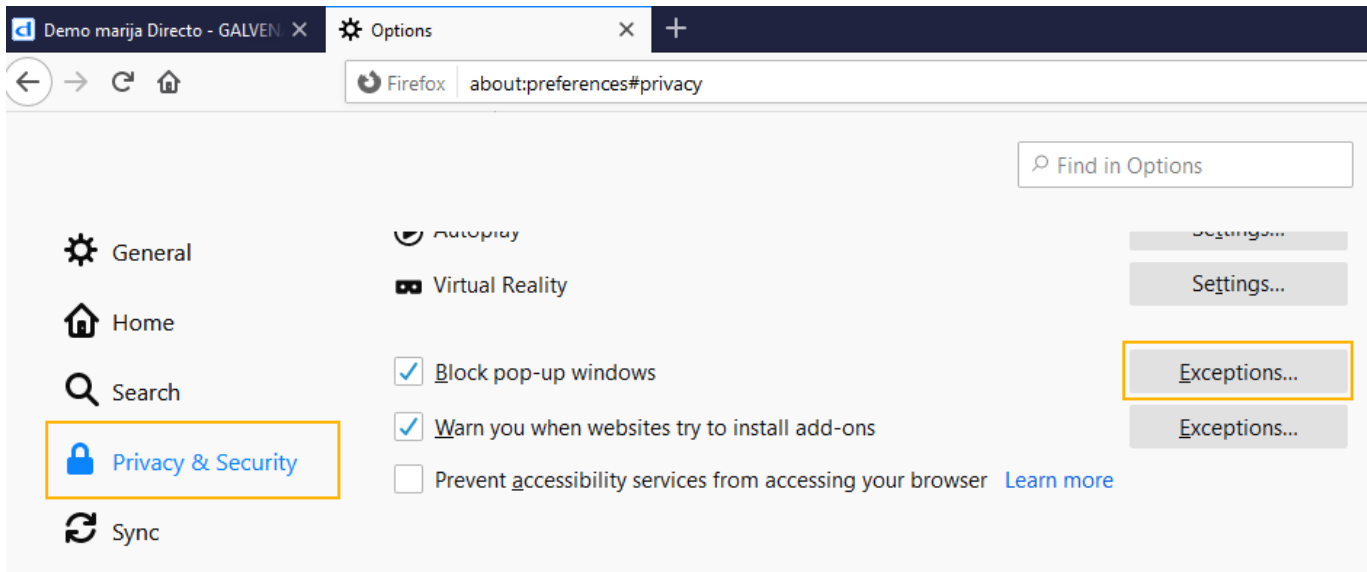 Demo marija Directo - GALVEN
Options
Firefox about:preferences#privacy
Find in Options
General
Autoplay Settings...
Virtual Reality Settings...
Home
Block pop-up windows Exceptions...
Search
Warn you when websites try to install add-ons Exceptions...
Privacy & Security
Prevent accessibility services from accessing your browser Learn more
Sync